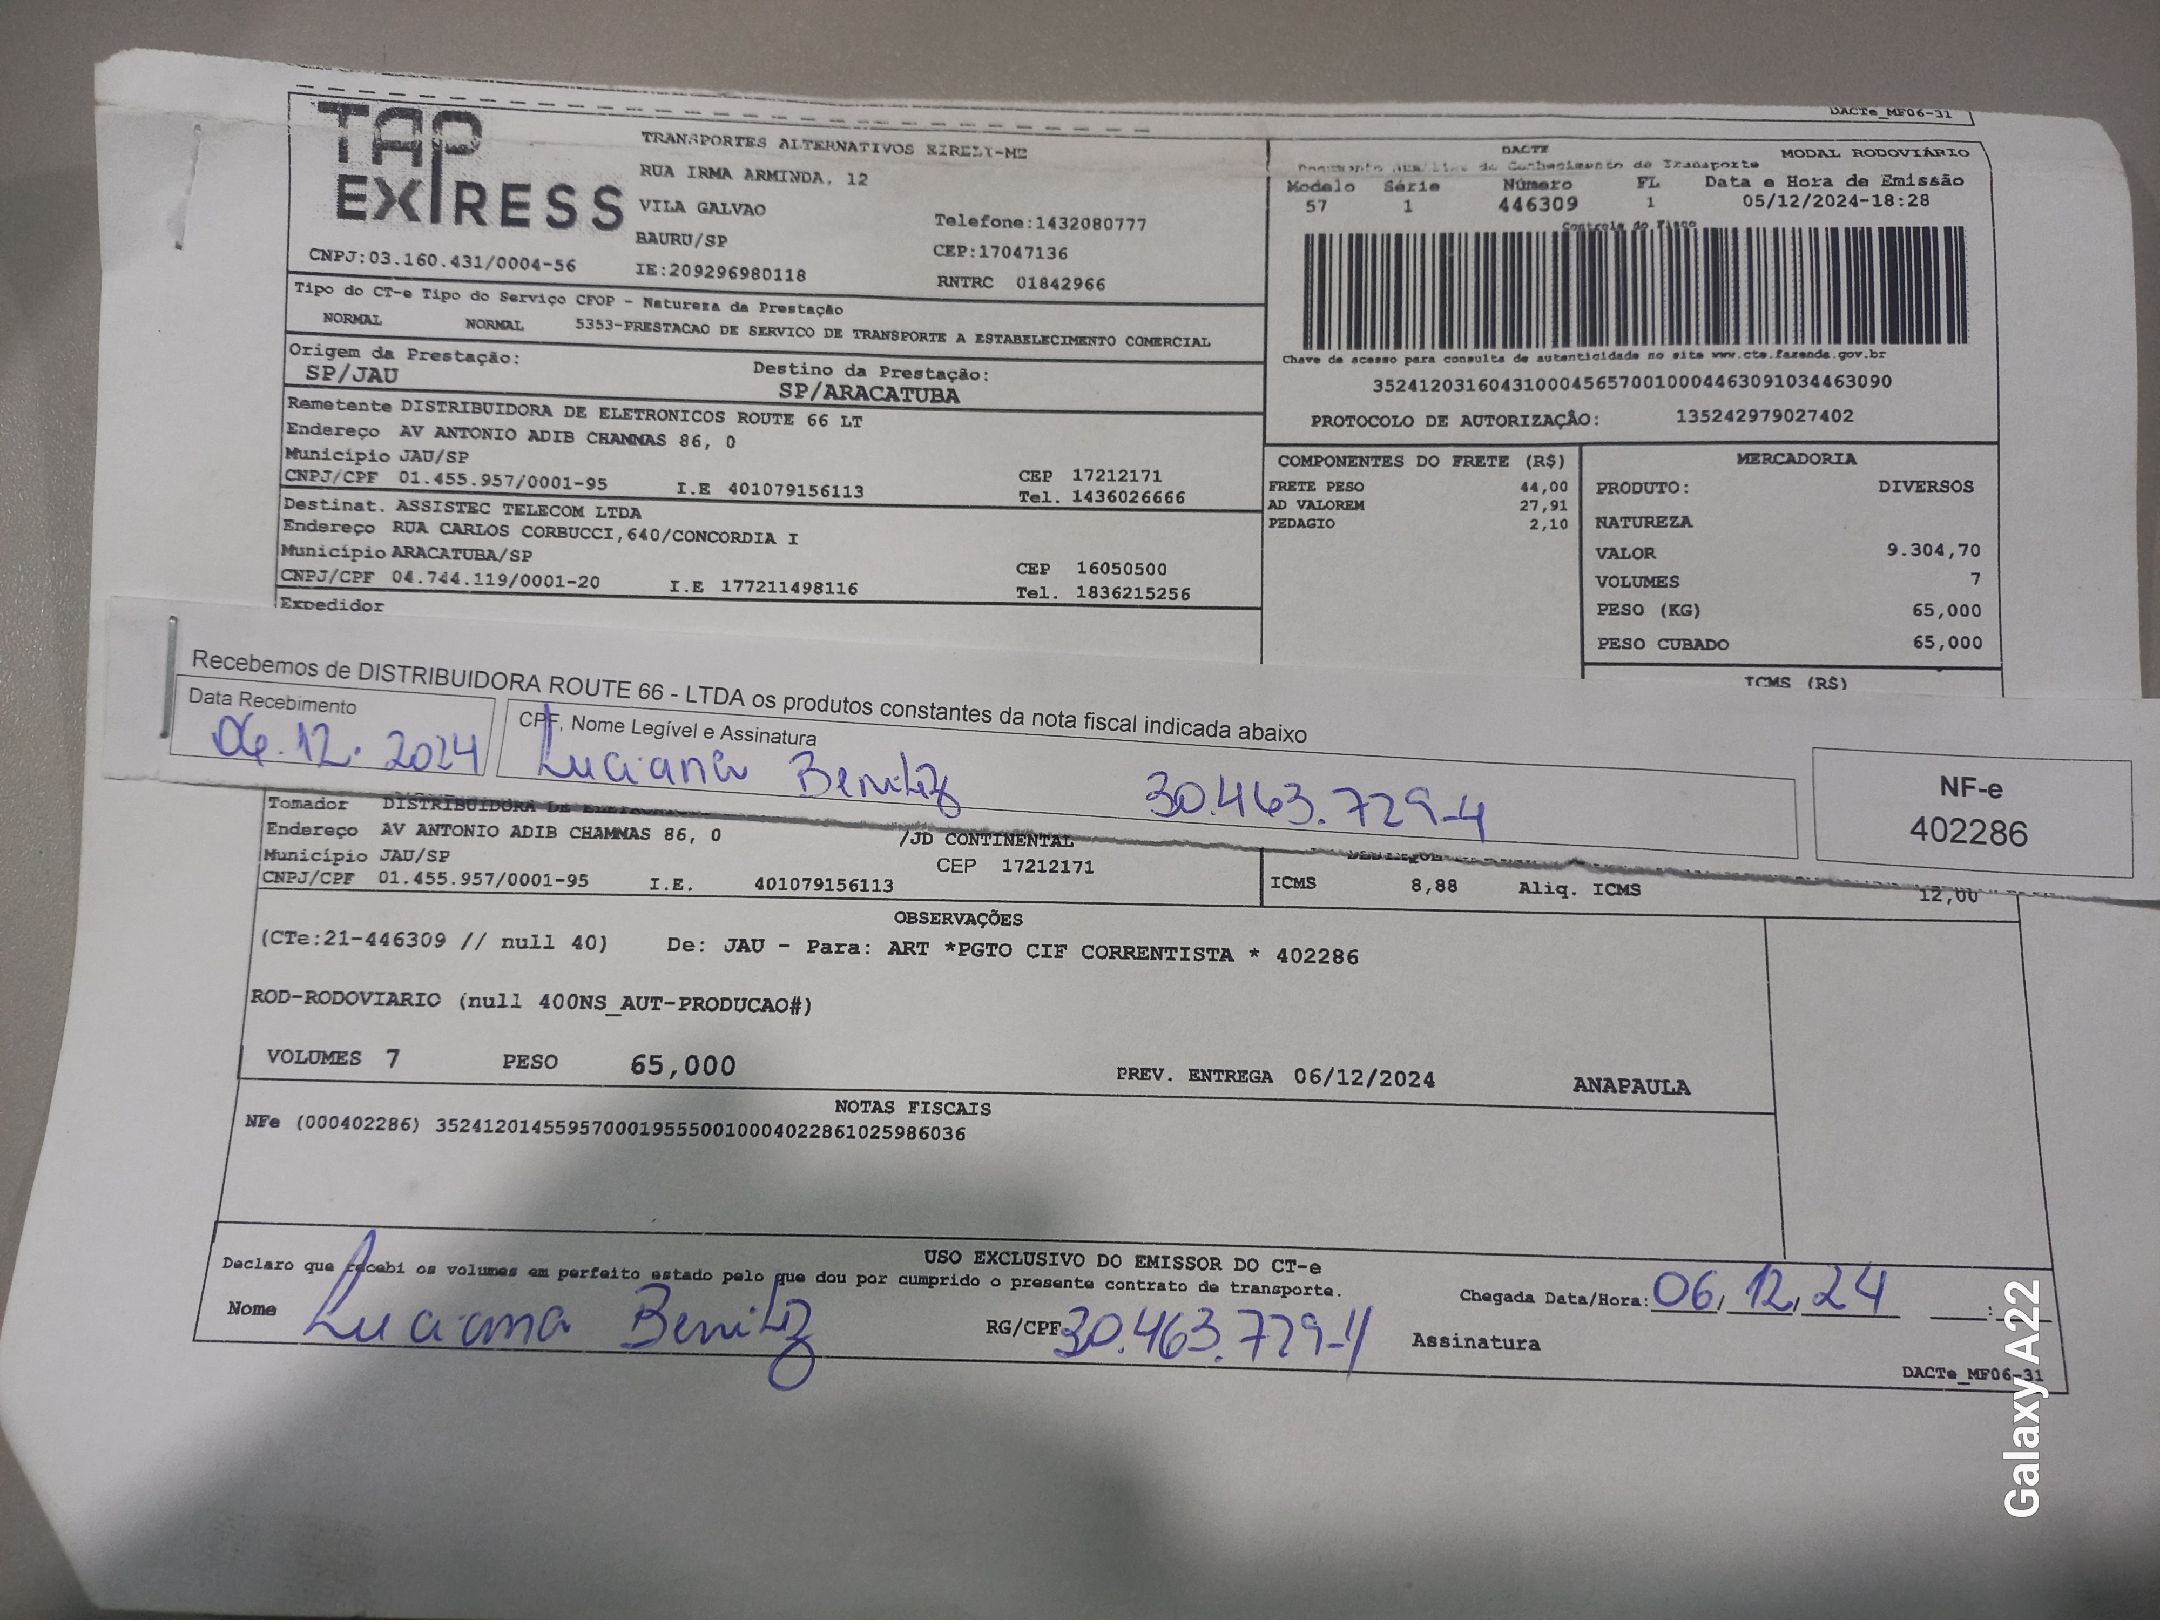 DACTe_MF06-31
TAP EXPRESS
TRANSPORTES ALTERNATIVOS EIRELI-ME
RUA IRMA ARMINDA, 12
VILA GALVAO
BAURU/SP
Telefone:1432080777
CEP:17047136
CNPJ:03.160.431/0004-56 IE:209296980118 RNTRC 01842966
DACTE MODAL RODOVIÁRIO
Documento Auxiliar do Conhecimento de Transporte
Modelo Série Número FL Data e Hora de Emissão
57 1 446309 1 05/12/2024-18:28
Controle do Fisco
Chave de acesso para consulta de autenticidade no site www.cte.fazenda.gov.br
35241203160431000456570010004463091034463090
PROTOCOLO DE AUTORIZAÇÃO: 135242979027402
Tipo do CT-e Tipo do Serviço CFOP - Natureza da Prestação
NORMAL NORMAL 5353-PRESTACAO DE SERVICO DE TRANSPORTE A ESTABELECIMENTO COMERCIAL
Origem da Prestação: Destino da Prestação:
SP/JAU SP/ARACATUBA
Remetente DISTRIBUIDORA DE ELETRONICOS ROUTE 66 LT
Endereço AV ANTONIO ADIB CHAMMAS 86, 0
Município JAU/SP CEP 17212171
CNPJ/CPF 01.455.957/0001-95 I.E 401079156113 Tel. 1436026666
Destinat. ASSISTEC TELECOM LTDA
Endereço RUA CARLOS CORBUCCI,640/CONCORDIA I
Município ARACATUBA/SP CEP 16050500
CNPJ/CPF 04.744.119/0001-20 I.E 177211498116 Tel. 1836215256
Expedidor
COMPONENTES DO FRETE (R$)
FRETE PESO 44,00
AD VALOREM 27,91
PEDAGIO 2,10
MERCADORIA
PRODUTO: DIVERSOS
NATUREZA
VALOR 9.304,70
VOLUMES 7
PESO (KG) 65,000
PESO CUBADO 65,000
ICMS (R$)
Recebemos de DISTRIBUIDORA ROUTE 66 - LTDA os produtos constantes da nota fiscal indicada abaixo
Data Recebimento CPF, Nome Legível e Assinatura
06.12.2024 Luciana Benitiz 30.463.729-4
NF-e
402286
Tomador DISTRIBUIDORA DE
Endereço AV ANTONIO ADIB CHAMMAS 86, 0 /JD CONTINENTAL
Município JAU/SP CEP 17212171
CNPJ/CPF 01.455.957/0001-95 I.E. 401079156113
ICMS 8,88 Aliq. ICMS 12,00
OBSERVAÇÕES
(CTe:21-446309 // null 40) De: JAU - Para: ART *PGTO CIF CORRENTISTA * 402286
ROD-RODOVIARIO (null 400NS_AUT-PRODUCAO#)
VOLUMES 7 PESO 65,000 PREV. ENTREGA 06/12/2024 ANAPAULA
NOTAS FISCAIS
NFe (000402286) 35241201455957000195550010004022861025986036
USO EXCLUSIVO DO EMISSOR DO CT-e
Declaro que recebi os volumes em perfeito estado pelo que dou por cumprido o presente contrato de transporte.
Chegada Data/Hora: 06, 12, 24 :
Nome Luciana Benitiz RG/CPF 30.463.729-4 Assinatura
DACTe_MF06-31
Galaxy A22